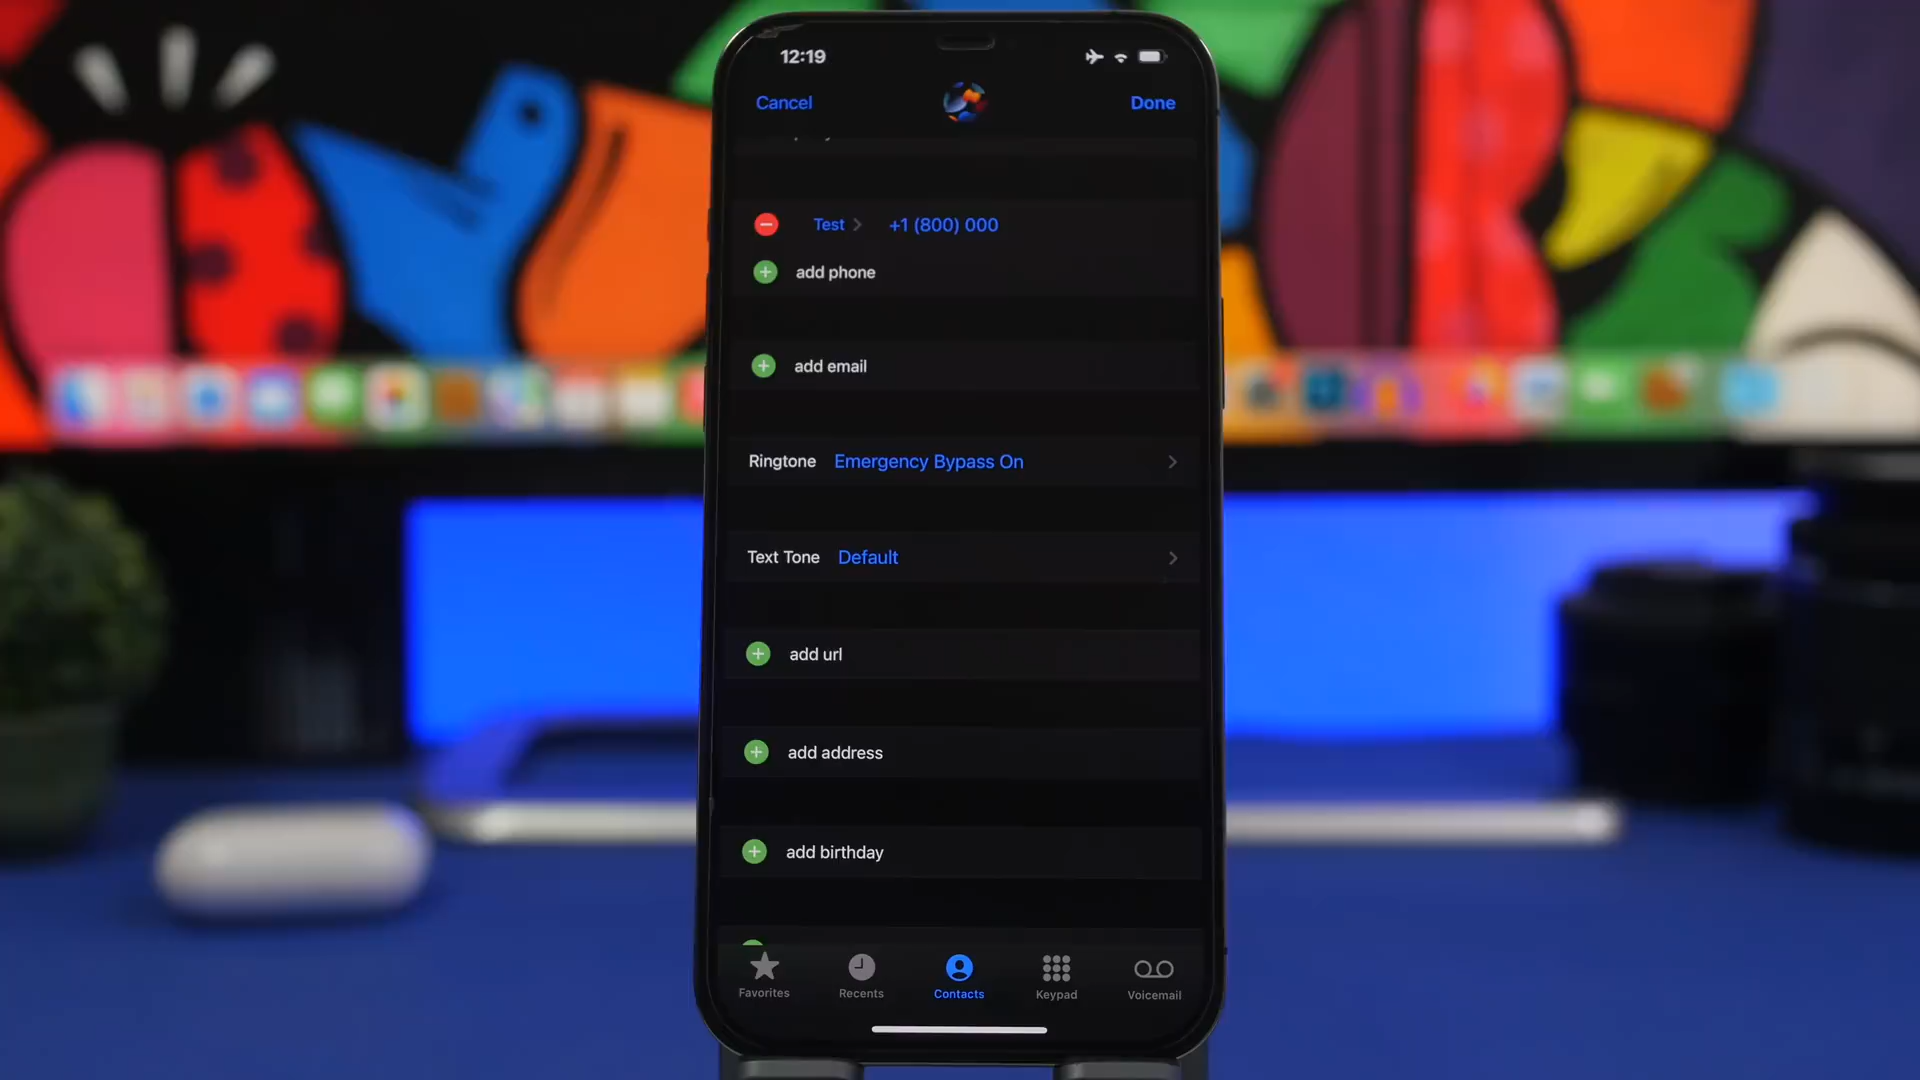 12:19
Cancel
Done
Test
+1 (800) 000
add phone
add email
Ringtone Emergency Bypass On
Text Tone Default
add url
add address
add birthday
Favorites
Recents
Contacts
Keypad
Voicemail